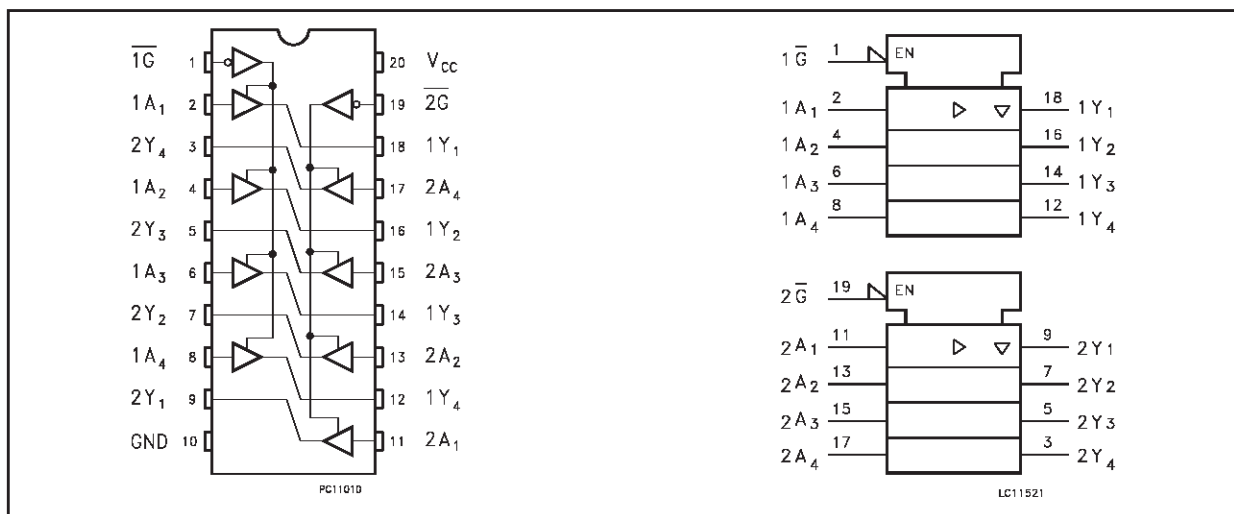 1G̅ 1 20 VCC
1A1 2 19 2G̅
2Y4 3 18 1Y1
1A2 4 17 2A4
2Y3 5 16 1Y2
1A3 6 15 2A3
2Y2 7 14 1Y3
1A4 8 13 2A2
2Y1 9 12 1Y4
GND 10 11 2A1
PC11010
1G̅ 1 EN
1A1 2 18 1Y1
1A2 4 16 1Y2
1A3 6 14 1Y3
1A4 8 12 1Y4
2G̅ 19 EN
2A1 11 9 2Y1
2A2 13 7 2Y2
2A3 15 5 2Y3
2A4 17 3 2Y4
LC11521